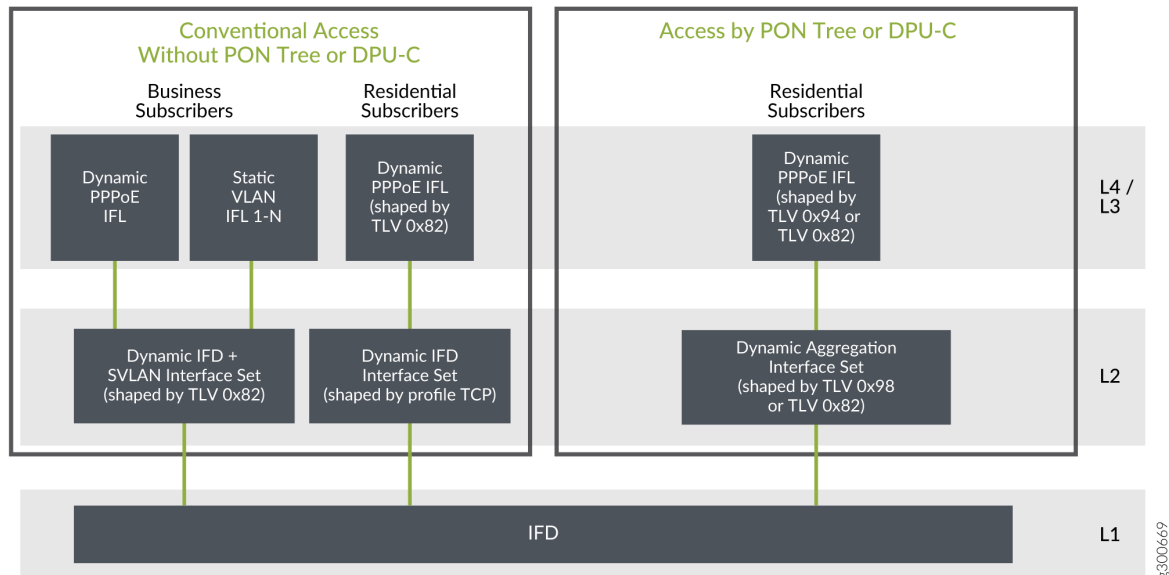 Conventional Access
Without PON Tree or DPU-C
Access by PON Tree or DPU-C
Business
Subscribers
Residential
Subscribers
Residential
Subscribers
Dynamic
PPPoE
IFL
Static
VLAN
IFL 1-N
Dynamic
PPPoE IFL
(shaped by
TLV 0x82)
Dynamic
PPPoE IFL
(shaped by
TLV 0x94 or
TLV 0x82)
L4 /
L3
Dynamic IFD +
SVLAN Interface Set
(shaped by TLV 0x82)
Dynamic IFD
Interface Set
(shaped by profile TCP)
Dynamic Aggregation
Interface Set
(shaped by TLV 0x98
or TLV 0x82)
L2
IFD
L1
g300669